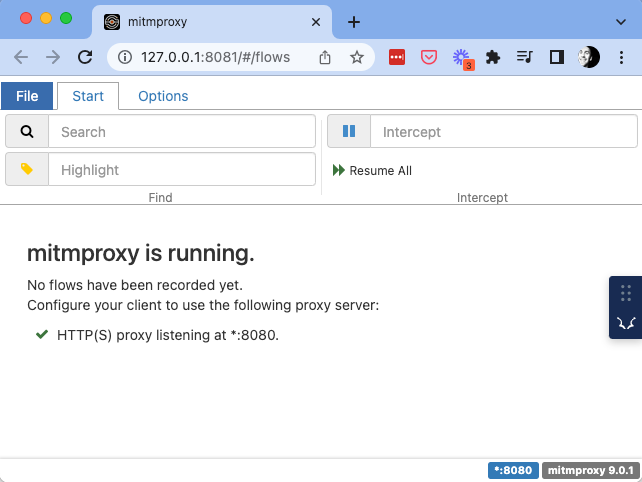 mitmproxy
127.0.0.1:8081/#/flows
3
File Start Options
Search
Intercept
Highlight
Resume All
Find
Intercept
mitmproxy is running.
No flows have been recorded yet.
Configure your client to use the following proxy server:
HTTP(S) proxy listening at *:8080.
*:8080 mitmproxy 9.0.1